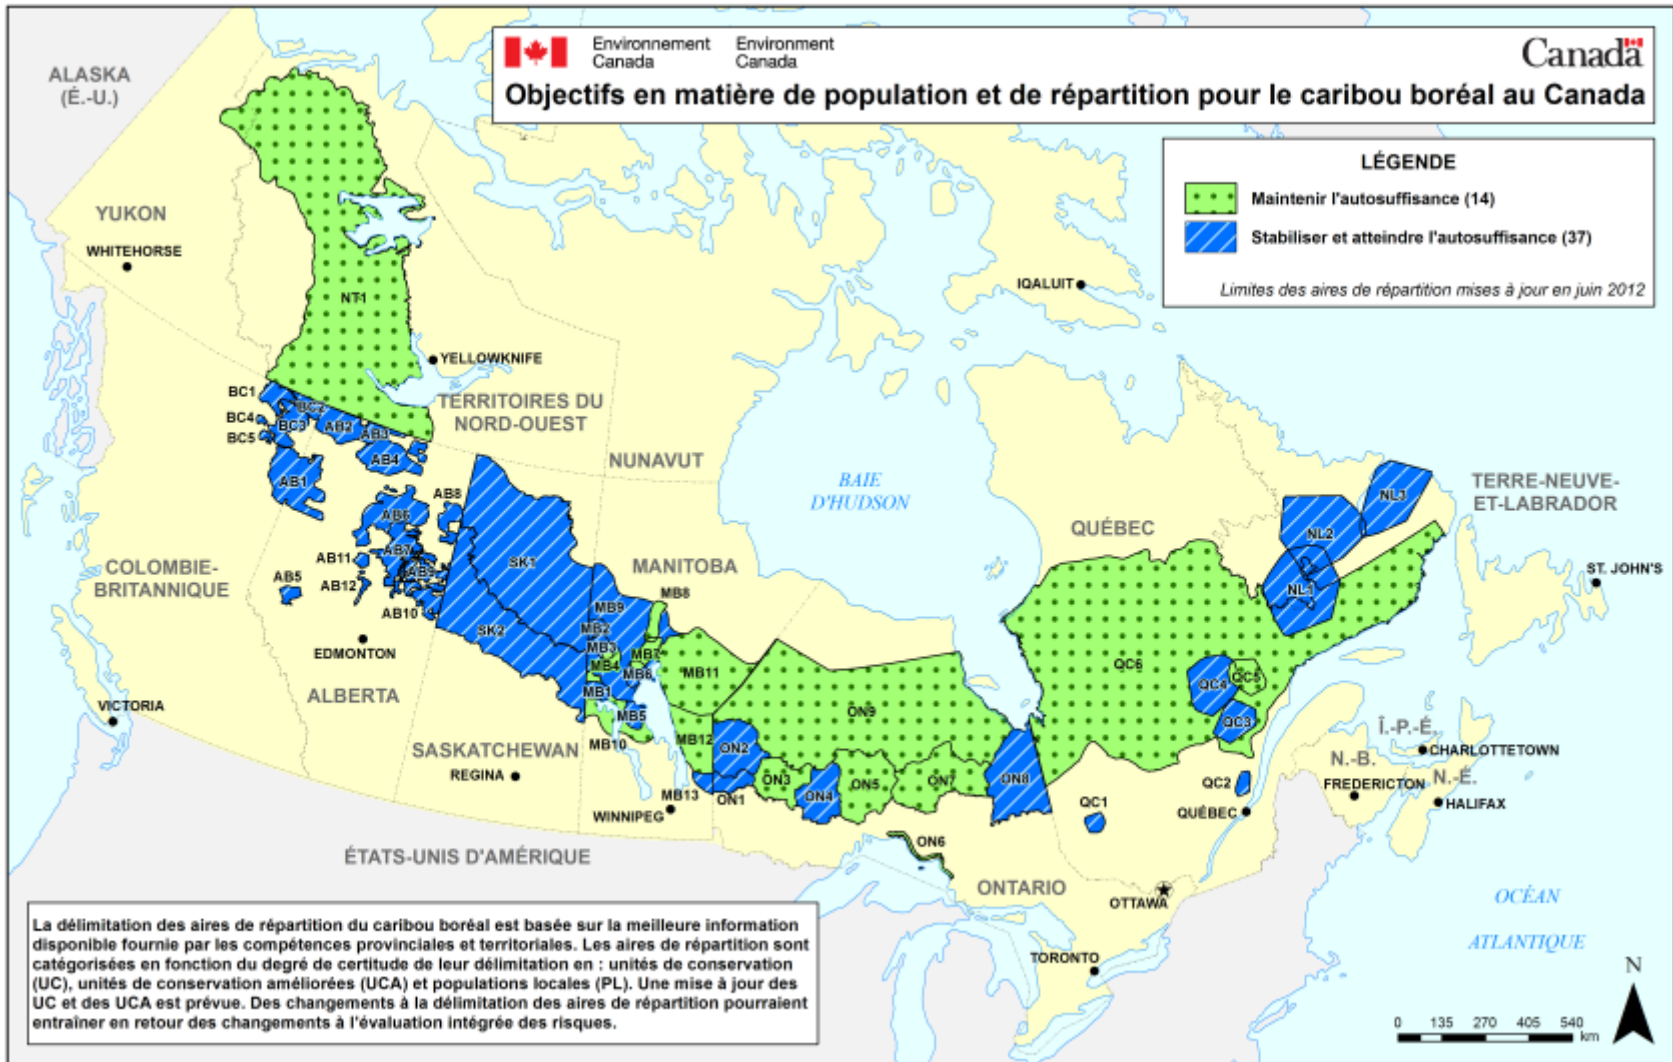 Environnement Canada
Environment Canada
Canada
Objectifs en matière de population et de répartition pour le caribou boréal au Canada
LÉGENDE
Maintenir l'autosuffisance (14)
Stabiliser et atteindre l'autosuffisance (37)
Limites des aires de répartition mises à jour en juin 2012
ALASKA
(É.-U.)
YUKON
WHITEHORSE
IQALUIT
NT1
YELLOWKNIFE
TERRITOIRES DU
NORD-OUEST
NUNAVUT
BC1
BC2
BC4
BC3
BC5
AB2
AB3
AB4
AB1
AB8
AB6
AB7
AB11
AB9
AB5
AB12
AB10
COLOMBIE-
BRITANNIQUE
EDMONTON
ALBERTA
VICTORIA
SK1
SK2
SASKATCHEWAN
REGINA
MANITOBA
MB8
MB9
MB2
MB3
MB4
MB7
MB6
MB1
MB5
MB10
MB11
MB12
MB13
WINNIPEG
BAIE
D'HUDSON
ON9
ON2
ON1
ON3
ON4
ON5
ON7
ON8
ON6
ONTARIO
OTTAWA
TORONTO
QUÉBEC
QC6
QC4
QC5
QC3
QC2
QC1
QUÉBEC
NL3
NL2
NL1
TERRE-NEUVE-
ET-LABRADOR
ST. JOHN'S
Î.-P.-É.
CHARLOTTETOWN
N.-B.
FREDERICTON
N.-É.
HALIFAX
ÉTATS-UNIS D'AMÉRIQUE
OCÉAN
ATLANTIQUE
La délimitation des aires de répartition du caribou boréal est basée sur la meilleure information
disponible fournie par les compétences provinciales et territoriales. Les aires de répartition sont
catégorisées en fonction du degré de certitude de leur délimitation en : unités de conservation
(UC), unités de conservation améliorées (UCA) et populations locales (PL). Une mise à jour des
UC et des UCA est prévue. Des changements à la délimitation des aires de répartition pourraient
entraîner en retour des changements à l'évaluation intégrée des risques.
N
0 135 270 405 540
km